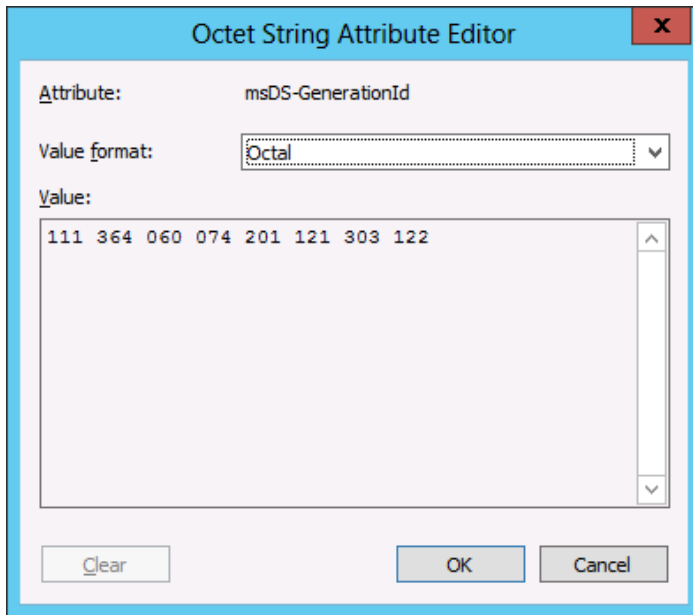 Octet String Attribute Editor
x
Attribute: msDS-GenerationId
Value format: Octal
Value:
111 364 060 074 201 121 303 122
Clear OK Cancel